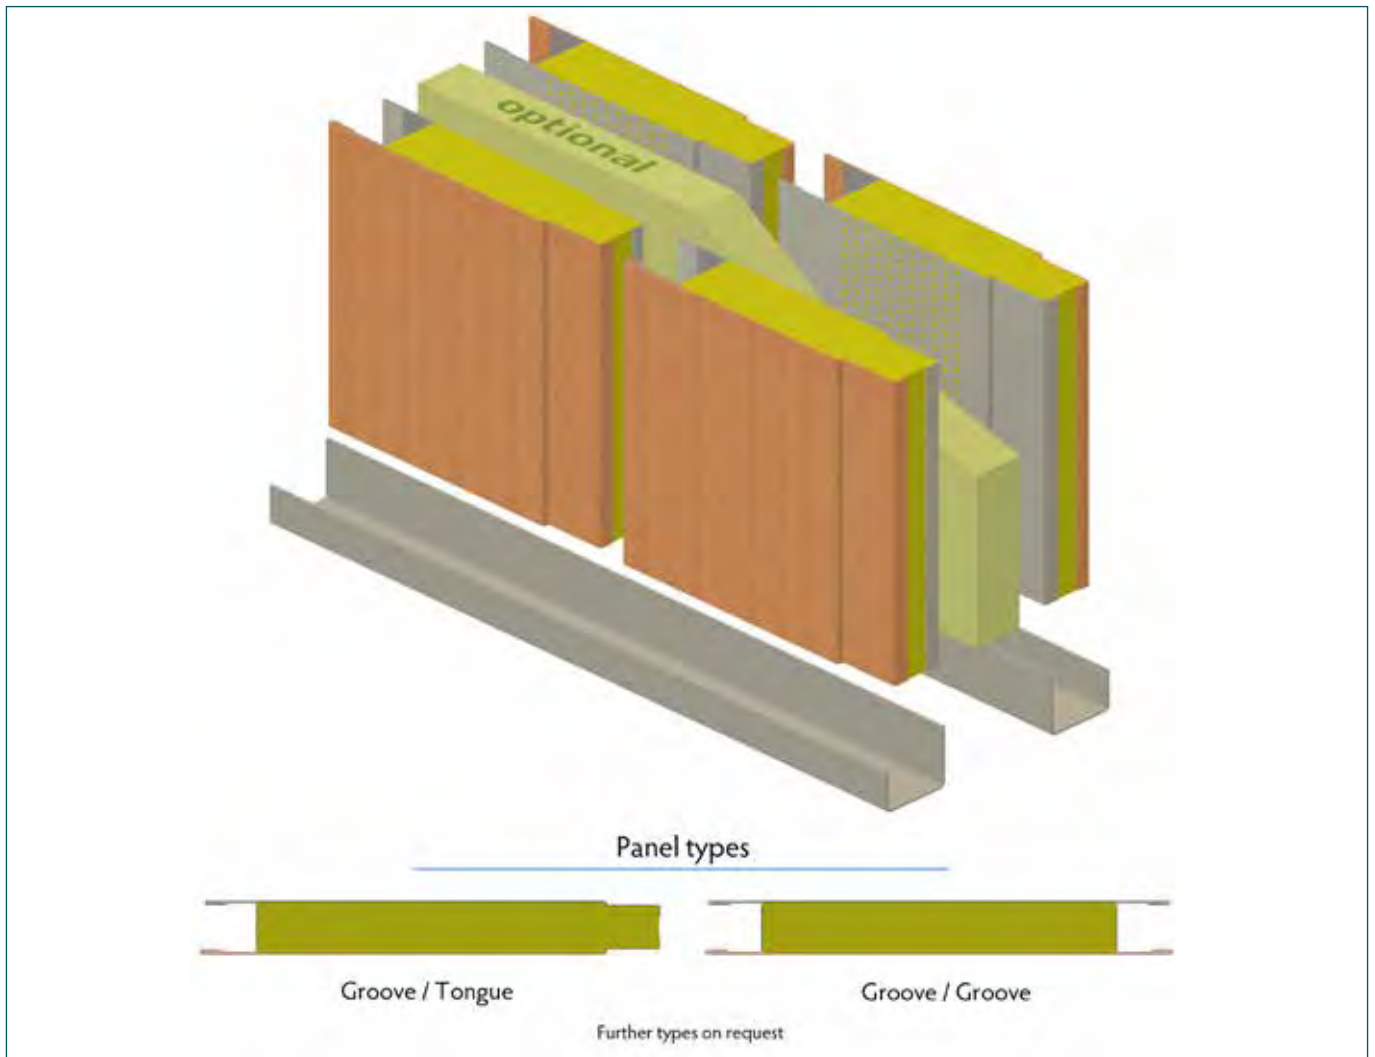 optional
Panel types
Groove / Tongue
Groove / Groove
Further types on request